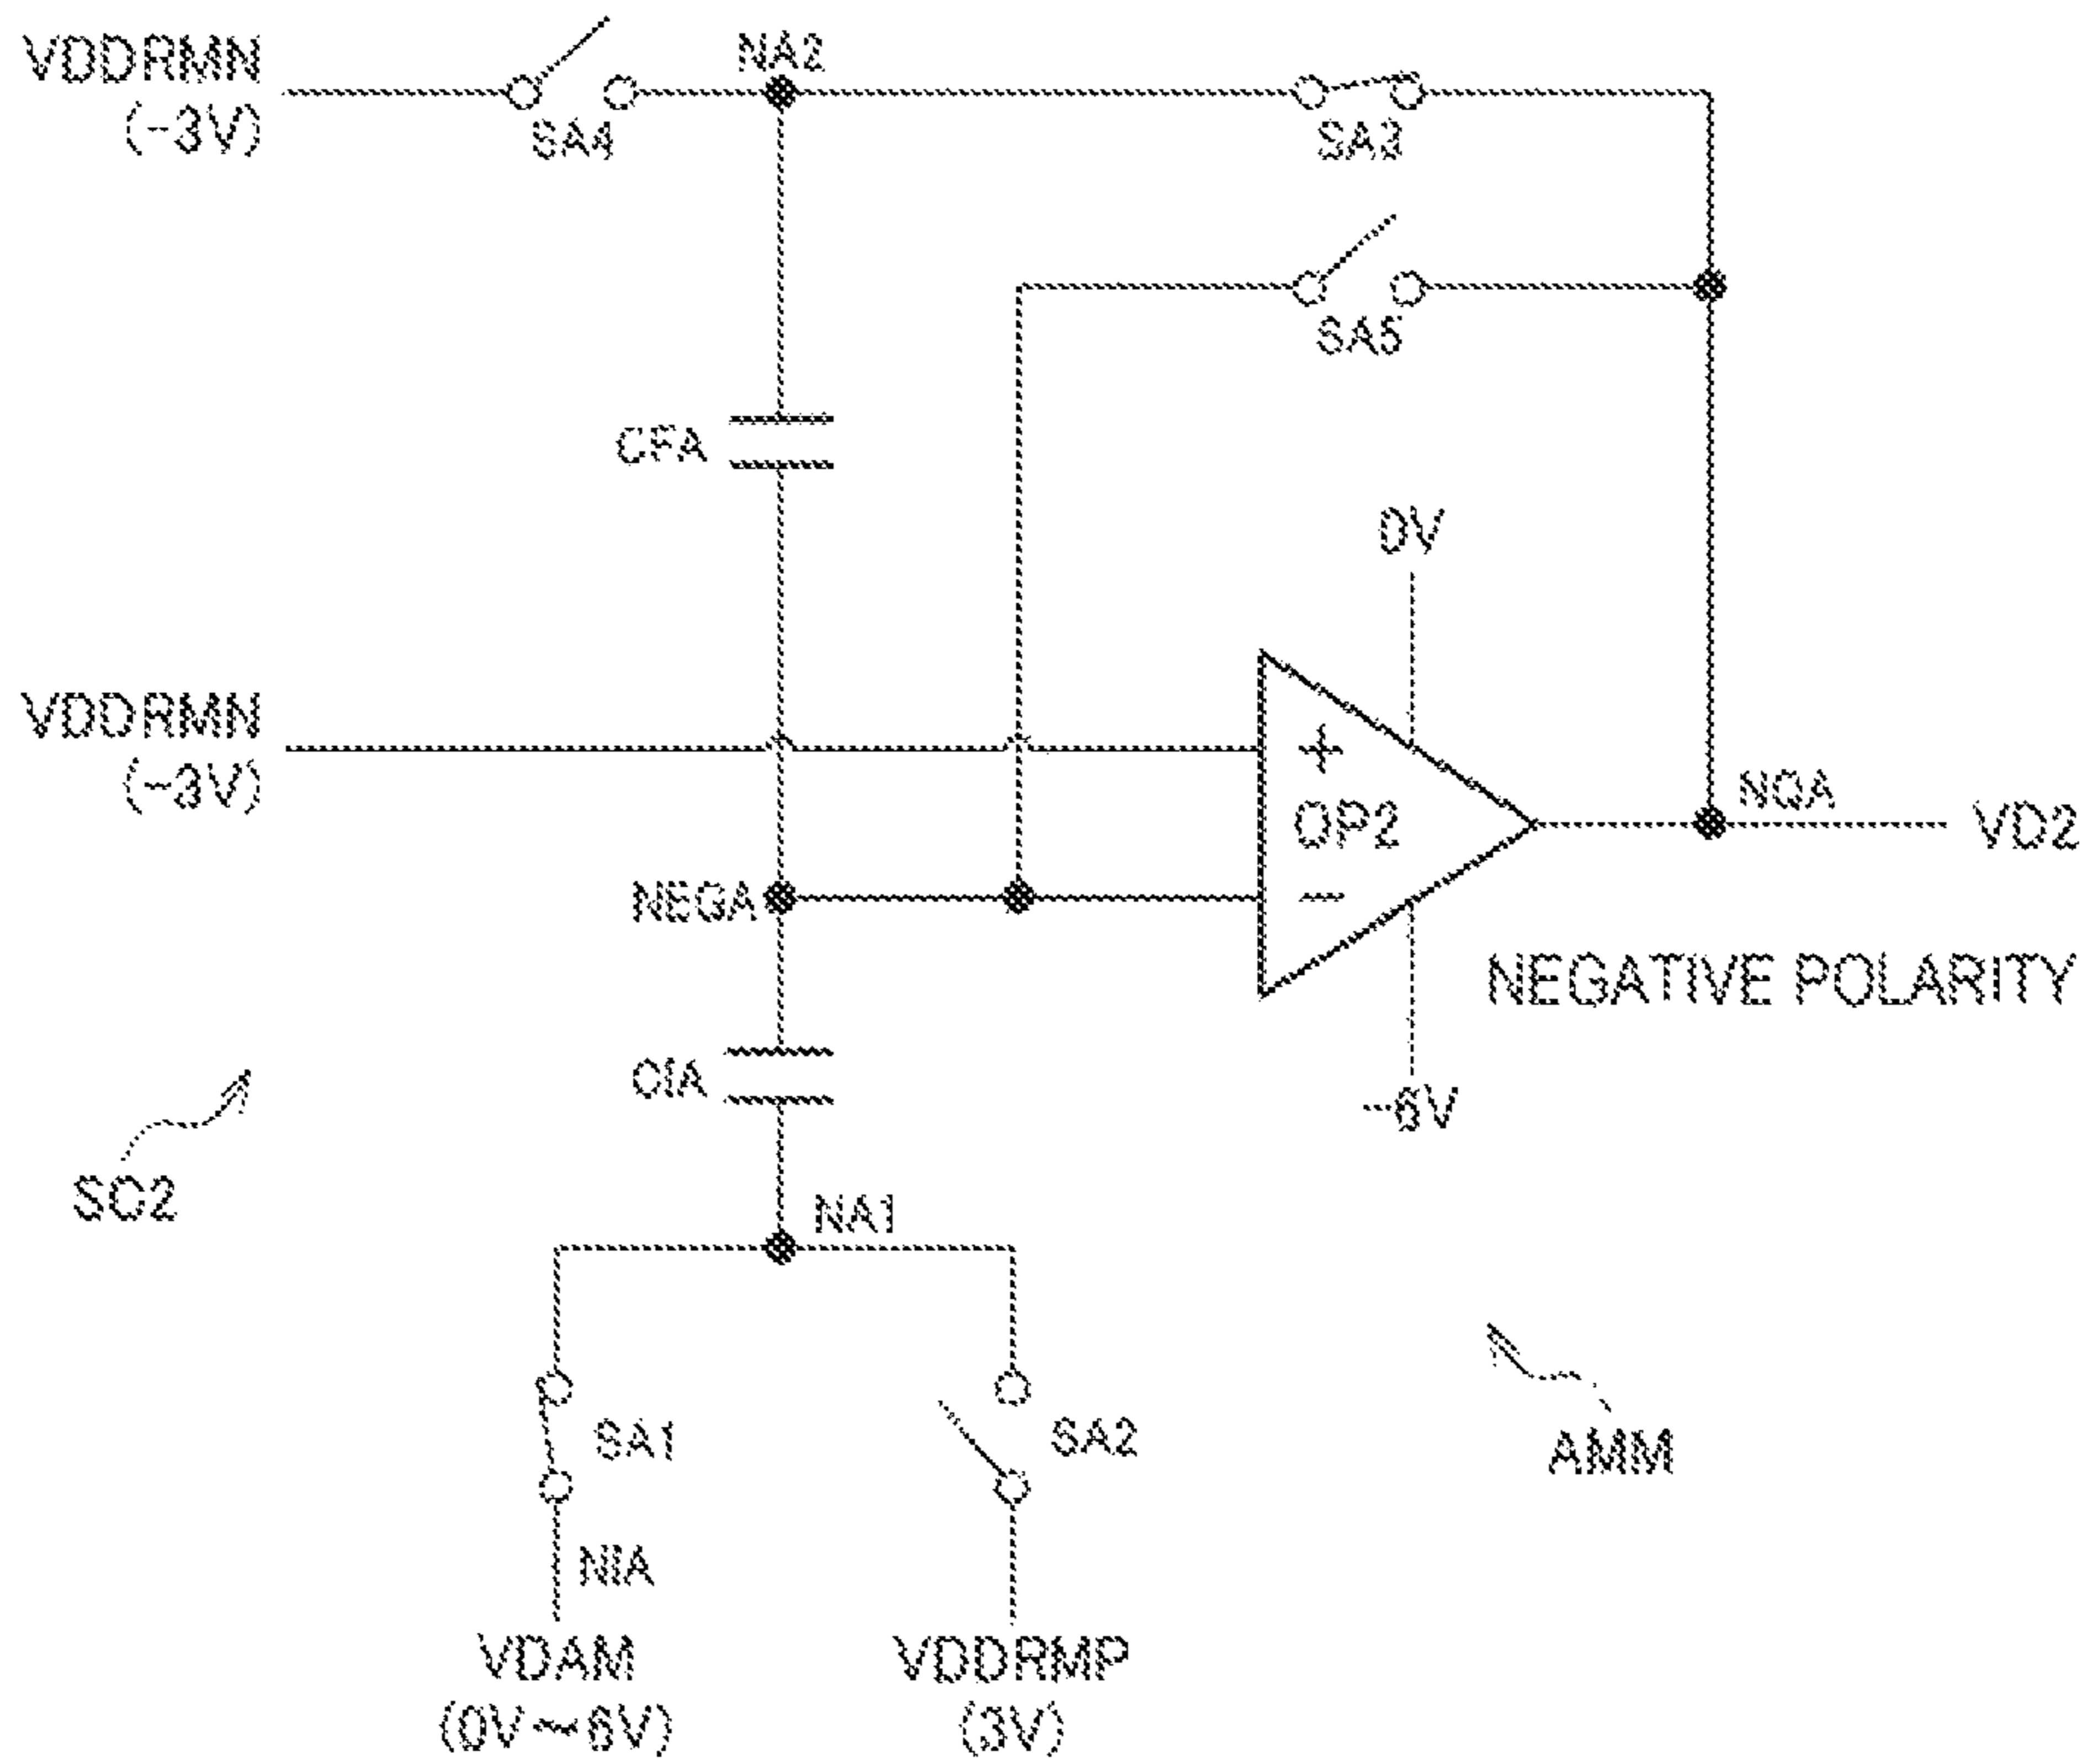 VDDRMN
(-3V)
SA4
NA2
SA3
SA5
CFA
0V
VDDRMN
(-3V)
+
OP2
-
NQA
VD2
NEGA
NEGATIVE POLARITY
CIA
-6V
SC2
NA1
SA1
SA2
AMM
NIA
VDAM
(0V~6V)
VDDRMP
(3V)